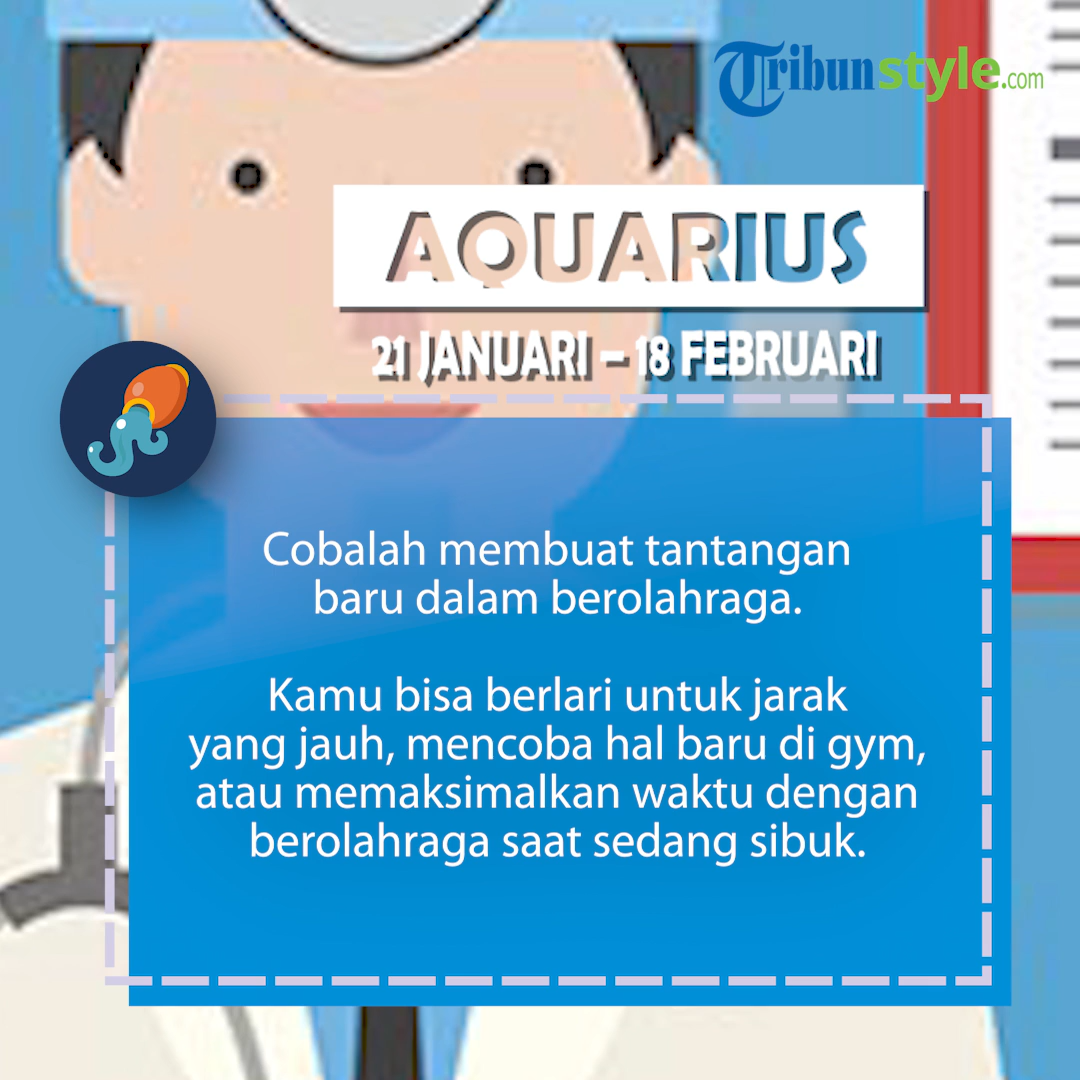 Tribunstyle.com
AQUARIUS
21 JANUARI – 18 FEBRUARI
Cobalah membuat tantangan
baru dalam berolahraga.
Kamu bisa berlari untuk jarak
yang jauh, mencoba hal baru di gym,
atau memaksimalkan waktu dengan
berolahraga saat sedang sibuk.